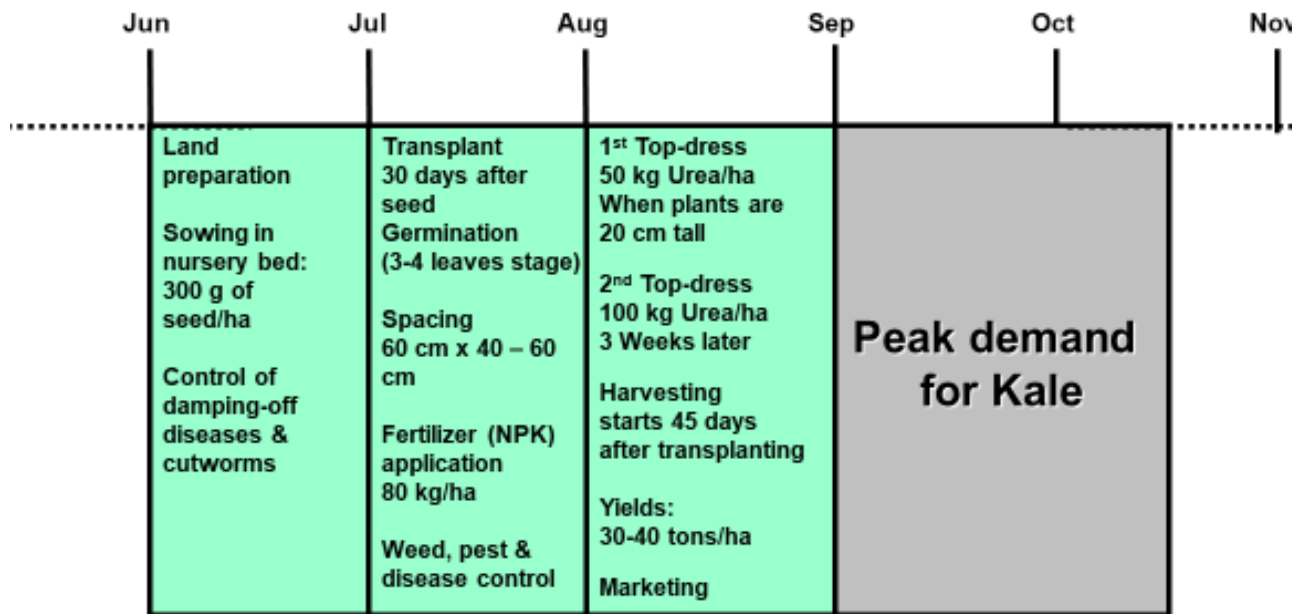 Jun Jul Aug Sep Oct Nov
Land
preparation
Sowing in
nursery bed:
300 g of
seed/ha
Control of
damping-off
diseases &
cutworms
Transplant
30 days after
seed
Germination
(3-4 leaves stage)
Spacing
60 cm x 40 – 60
cm
Fertilizer (NPK)
application
80 kg/ha
Weed, pest &
disease control
1st Top-dress
50 kg Urea/ha
When plants are
20 cm tall
2nd Top-dress
100 kg Urea/ha
3 Weeks later
Harvesting
starts 45 days
after transplanting
Yields:
30-40 tons/ha
Marketing
Peak demand
for Kale